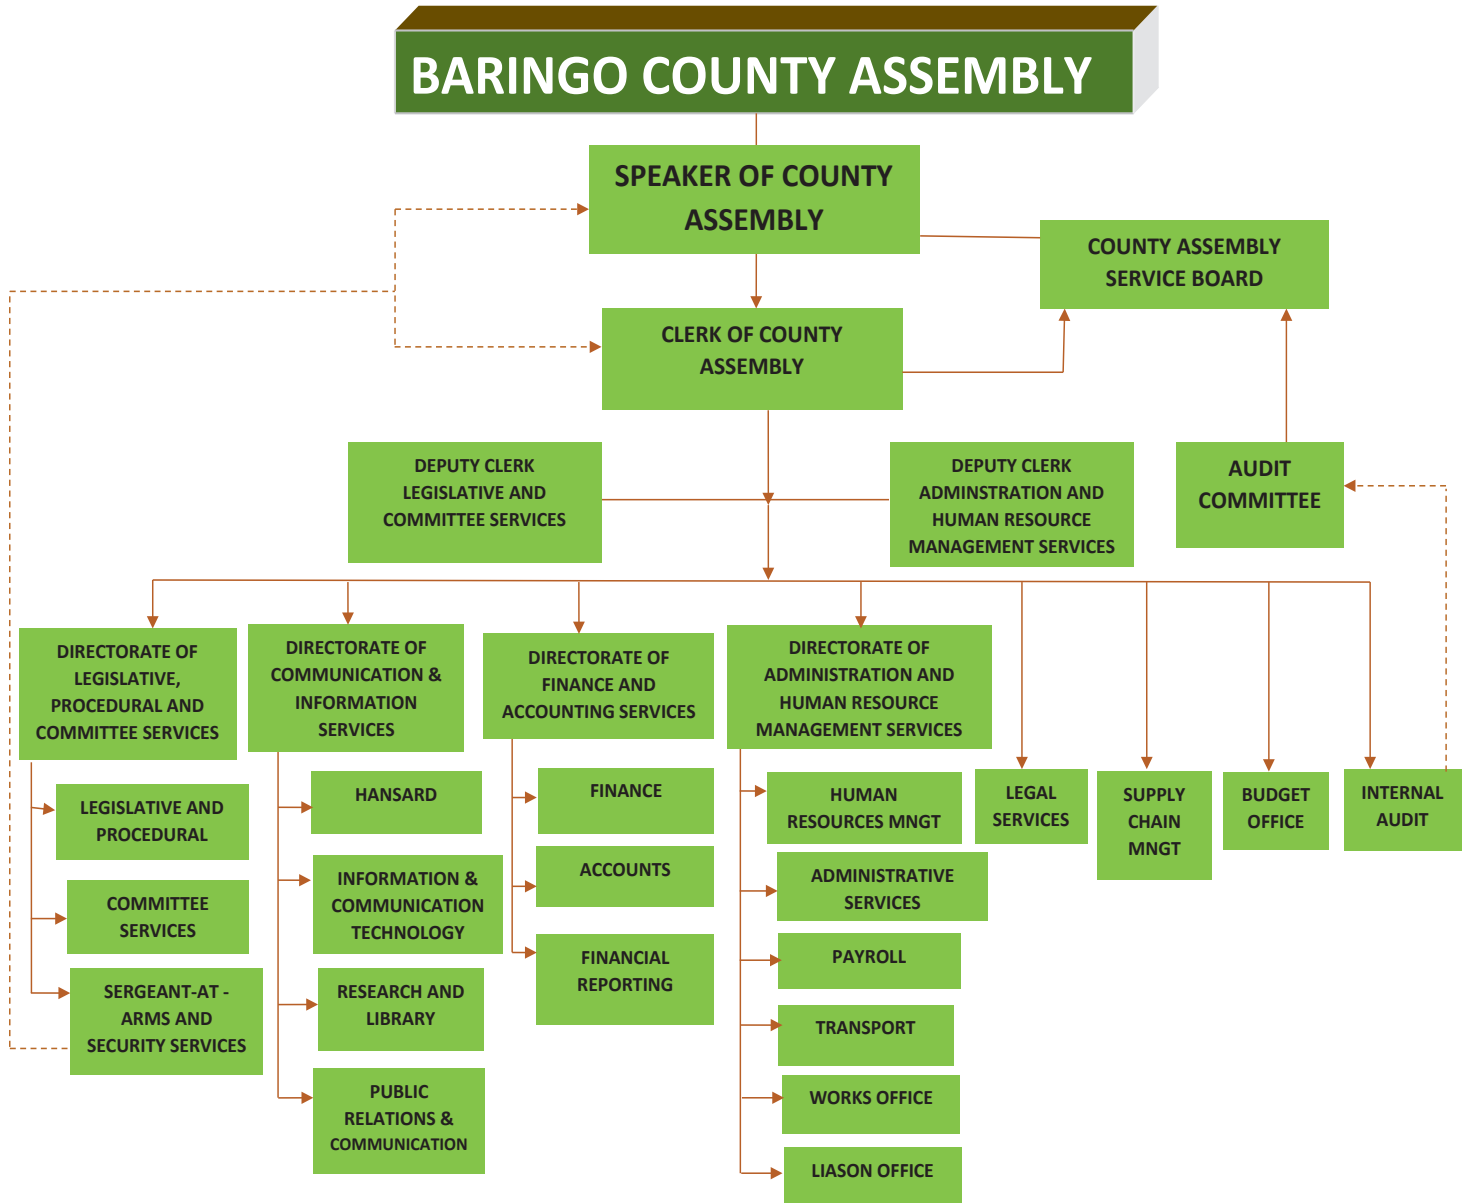 BARINGO COUNTY ASSEMBLY
SPEAKER OF COUNTY
ASSEMBLY
COUNTY ASSEMBLY
SERVICE BOARD
CLERK OF COUNTY
ASSEMBLY
DEPUTY CLERK
LEGISLATIVE AND
COMMITTEE SERVICES
DEPUTY CLERK
ADMINSTRATION AND
HUMAN RESOURCE
MANAGEMENT SERVICES
AUDIT
COMMITTEE
DIRECTORATE OF
LEGISLATIVE,
PROCEDURAL AND
COMMITTEE SERVICES
DIRECTORATE OF
COMMUNICATION &
INFORMATION
SERVICES
DIRECTORATE OF
FINANCE AND
ACCOUNTING SERVICES
DIRECTORATE OF
ADMINISTRATION AND
HUMAN RESOURCE
MANAGEMENT SERVICES
LEGISLATIVE AND
PROCEDURAL
COMMITTEE
SERVICES
SERGEANT-AT -
ARMS AND
SECURITY SERVICES
HANSARD
INFORMATION &
COMMUNICATION
TECHNOLOGY
RESEARCH AND
LIBRARY
PUBLIC
RELATIONS &
COMMUNICATION
FINANCE
ACCOUNTS
FINANCIAL
REPORTING
HUMAN
RESOURCES MNGT
ADMINISTRATIVE
SERVICES
PAYROLL
TRANSPORT
WORKS OFFICE
LIASON OFFICE
LEGAL
SERVICES
SUPPLY
CHAIN
MNGT
BUDGET
OFFICE
INTERNAL
AUDIT